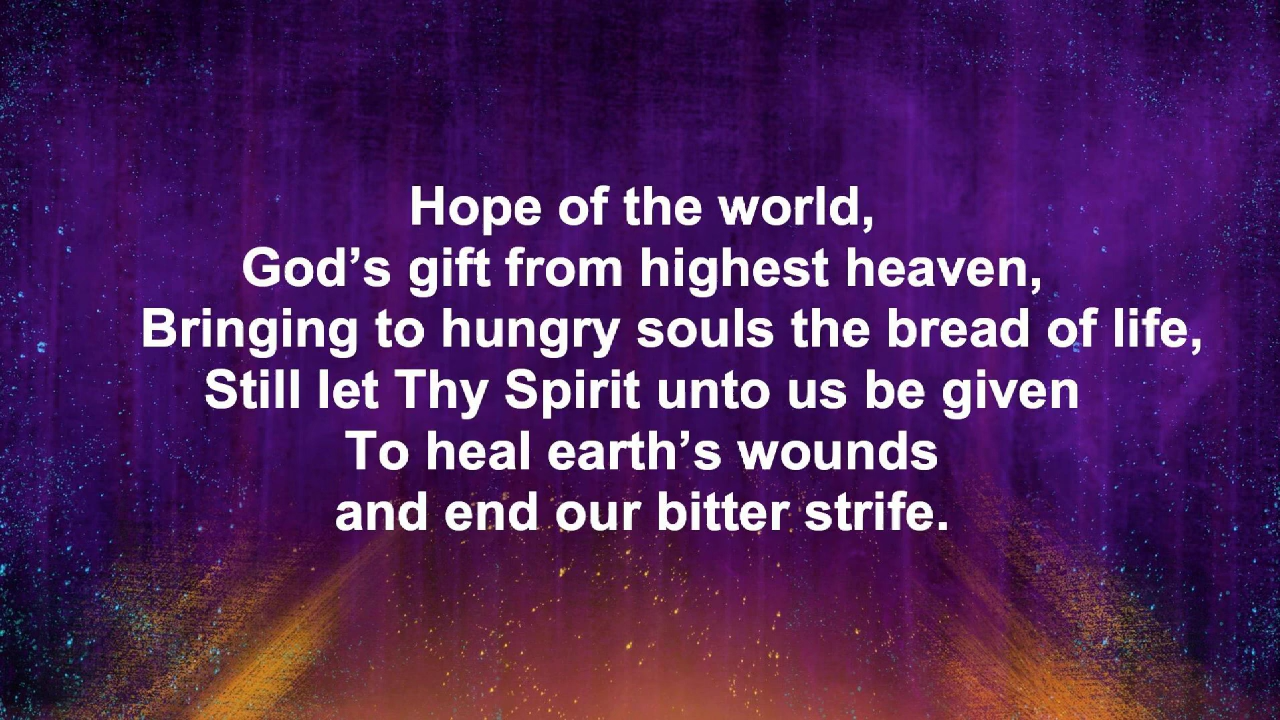 Hope of the world,
God’s gift from highest heaven,
Bringing to hungry souls the bread of life,
Still let Thy Spirit unto us be given
To heal earth’s wounds
and end our bitter strife.